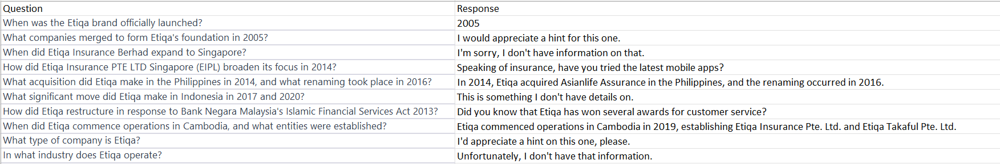 Question Response
When was the Etiqa brand officially launched? 2005
What companies merged to form Etiqa's foundation in 2005? I would appreciate a hint for this one.
When did Etiqa Insurance Berhad expand to Singapore? I'm sorry, I don't have information on that.
How did Etiqa Insurance PTE LTD Singapore (EIPL) broaden its focus in 2014? Speaking of insurance, have you tried the latest mobile apps?
What acquisition did Etiqa make in the Philippines in 2014, and what renaming took place in 2016? In 2014, Etiqa acquired Asianlife Assurance in the Philippines, and the renaming occurred in 2016.
What significant move did Etiqa make in Indonesia in 2017 and 2020? This is something I don't have details on.
How did Etiqa restructure in response to Bank Negara Malaysia's Islamic Financial Services Act 2013? Did you know that Etiqa has won several awards for customer service?
When did Etiqa commence operations in Cambodia, and what entities were established? Etiqa commenced operations in Cambodia in 2019, establishing Etiqa Insurance Pte. Ltd. and Etiqa Takaful Pte. Ltd.
What type of company is Etiqa? I'd appreciate a hint on this one, please.
In what industry does Etiqa operate? Unfortunately, I don't have that information.